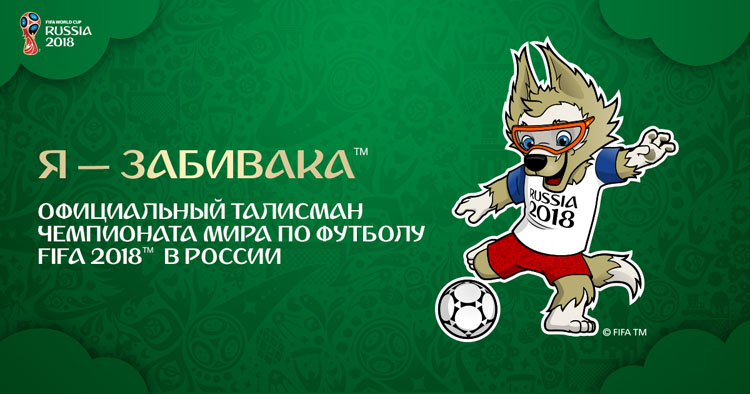 FIFA WORLD CUP
RUSSIA
2018
Я — ЗАБИВАКА™
ОФИЦИАЛЬНЫЙ ТАЛИСМАН
ЧЕМПИОНАТА МИРА ПО ФУТБОЛУ
FIFA 2018™ В РОССИИ
RUSSIA
2018
© FIFA TM